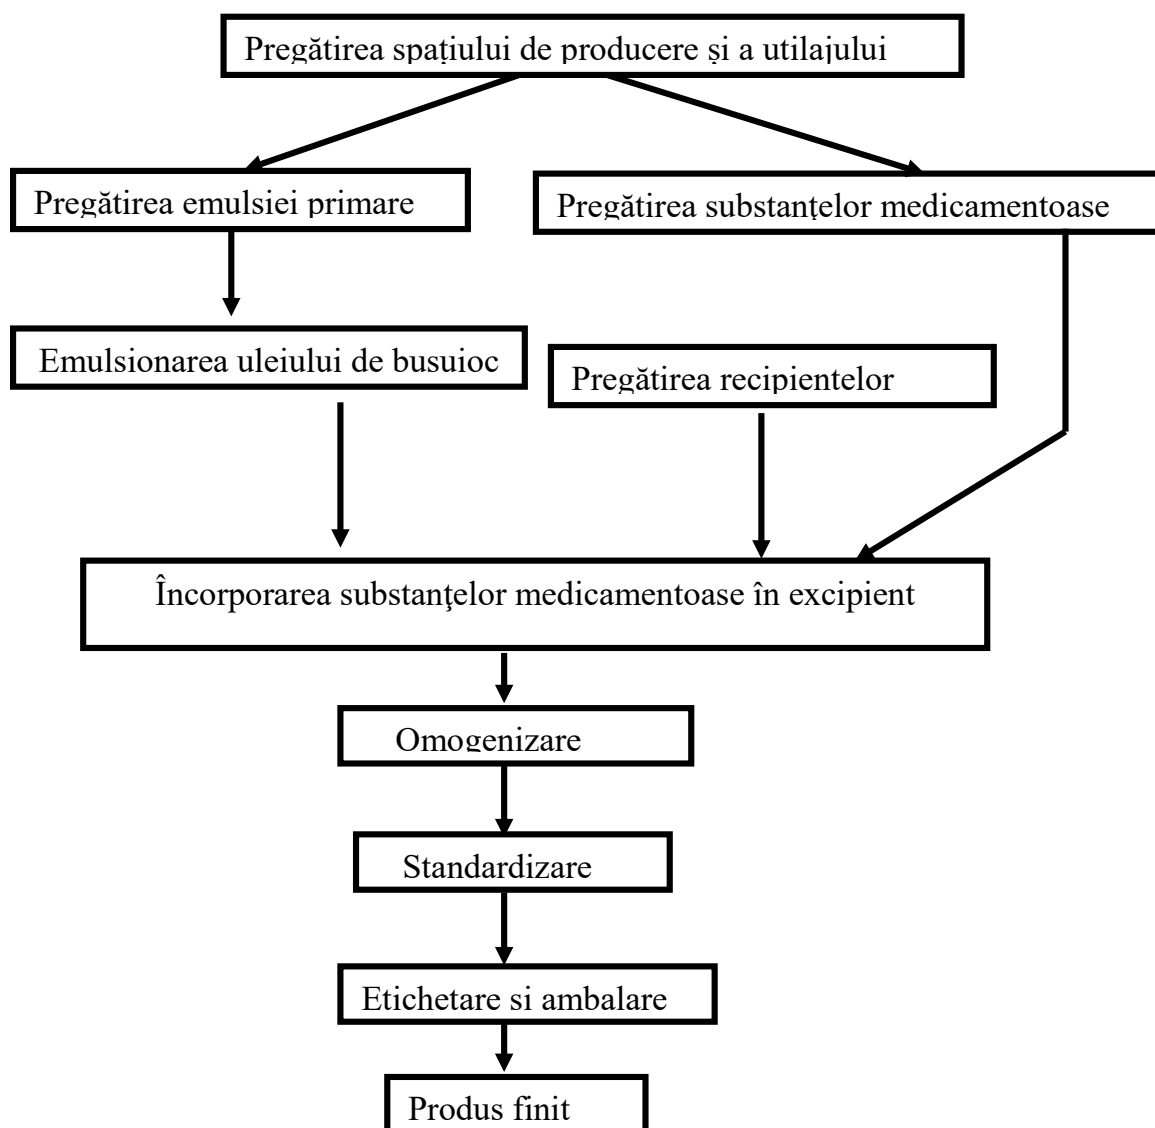 Pregătirea spațiului de producere și a utilajului
Pregătirea emulsiei primare
Pregătirea substanţelor medicamentoase
Emulsionarea uleiului de busuioc
Pregătirea recipientelor
Încorporarea substanţelor medicamentoase în excipient
Omogenizare
Standardizare
Etichetare si ambalare
Produs finit